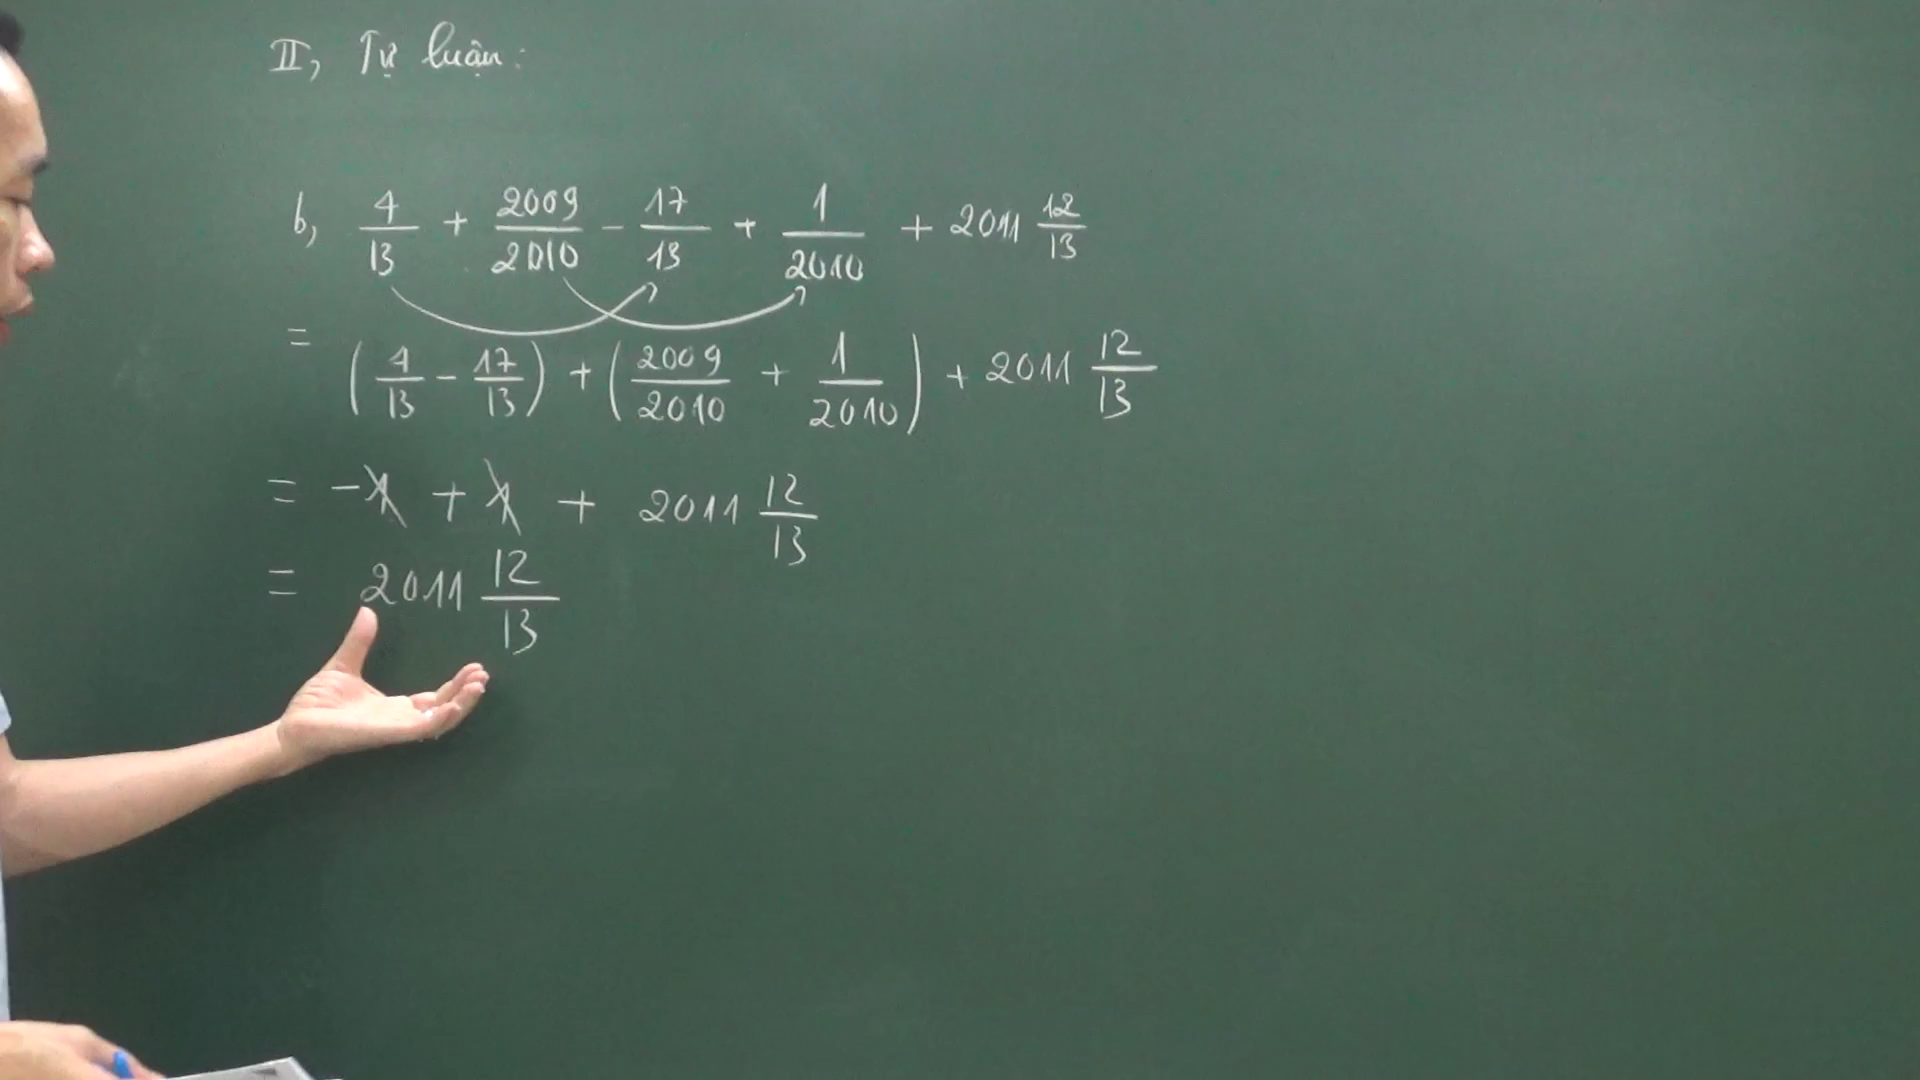 II, Tự luận:
b, 4/13 + 2009/2010 - 17/13 + 1/2010 + 2011 12/13
= (4/13 - 17/13) + (2009/2010 + 1/2010) + 2011 12/13
= -1 + 1 + 2011 12/13
= 2011 12/13